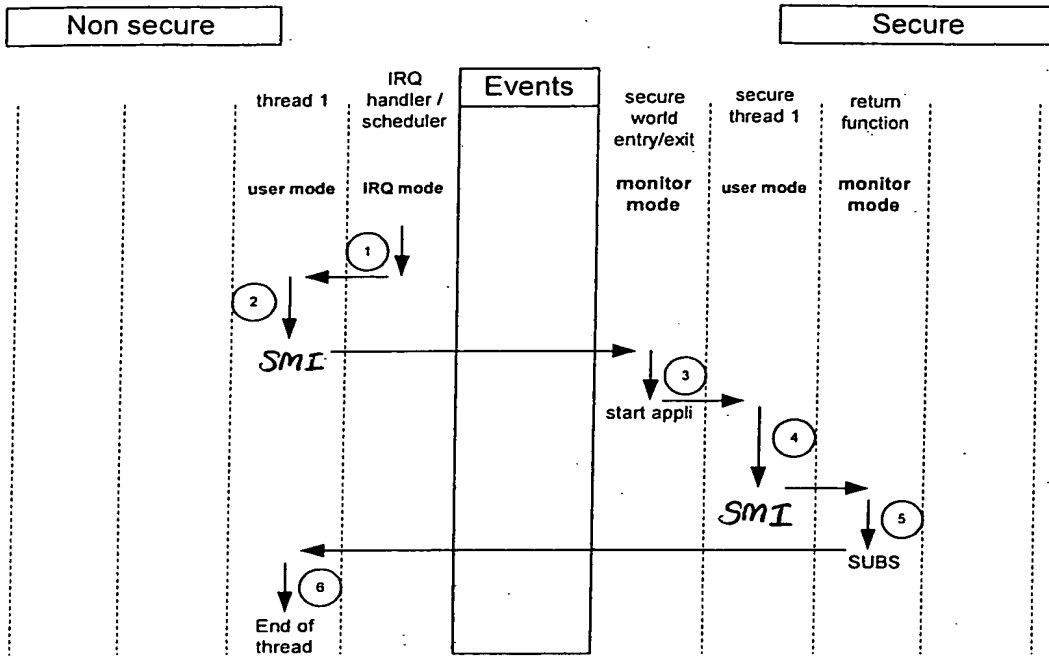 Non secure
Secure
Events
thread 1
IRQ
handler /
scheduler
secure
world
entry/exit
secure
thread 1
return
function
user mode
IRQ mode
monitor
mode
user mode
monitor
mode
1
2
SMI
3
start appli
4
SMI
5
SUBS
6
End of
thread